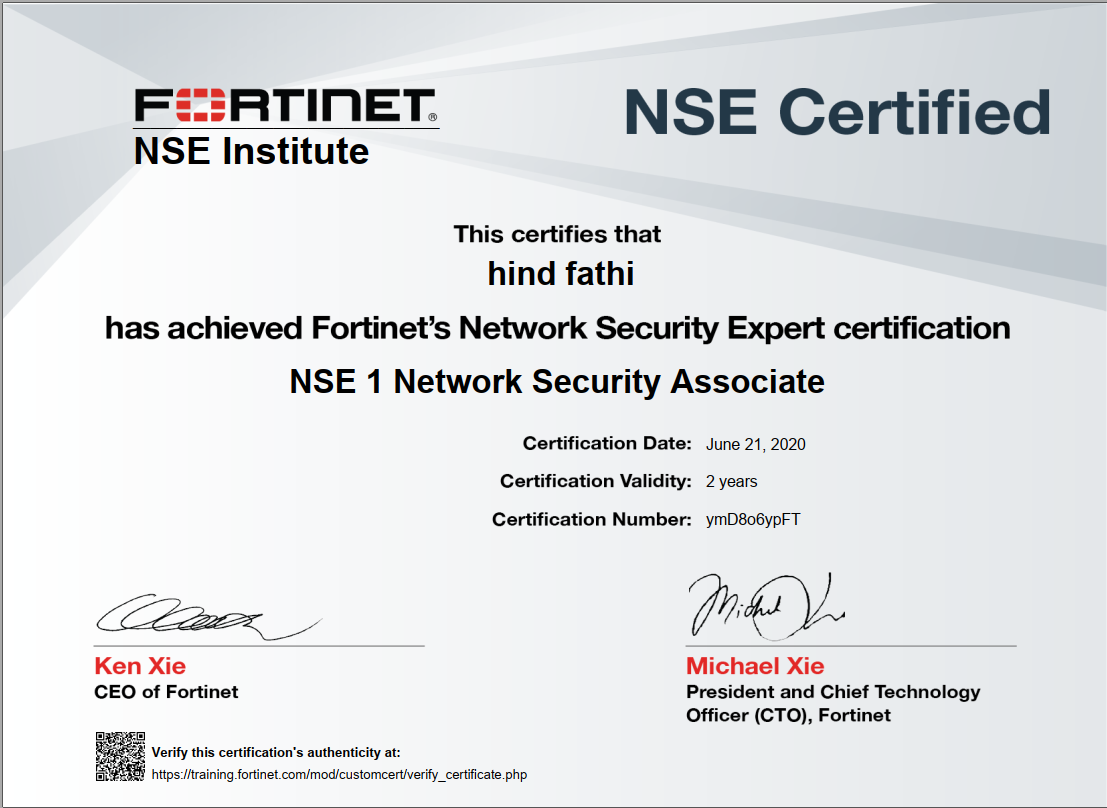 FORTINET®
NSE Institute
NSE Certified
This certifies that
hind fathi
has achieved Fortinet’s Network Security Expert certification
NSE 1 Network Security Associate
Certification Date: June 21, 2020
Certification Validity: 2 years
Certification Number: ymD8o6ypFT
Ken Xie
CEO of Fortinet
Michael Xie
President and Chief Technology
Officer (CTO), Fortinet
Verify this certification's authenticity at:
https://training.fortinet.com/mod/customcert/verify_certificate.php